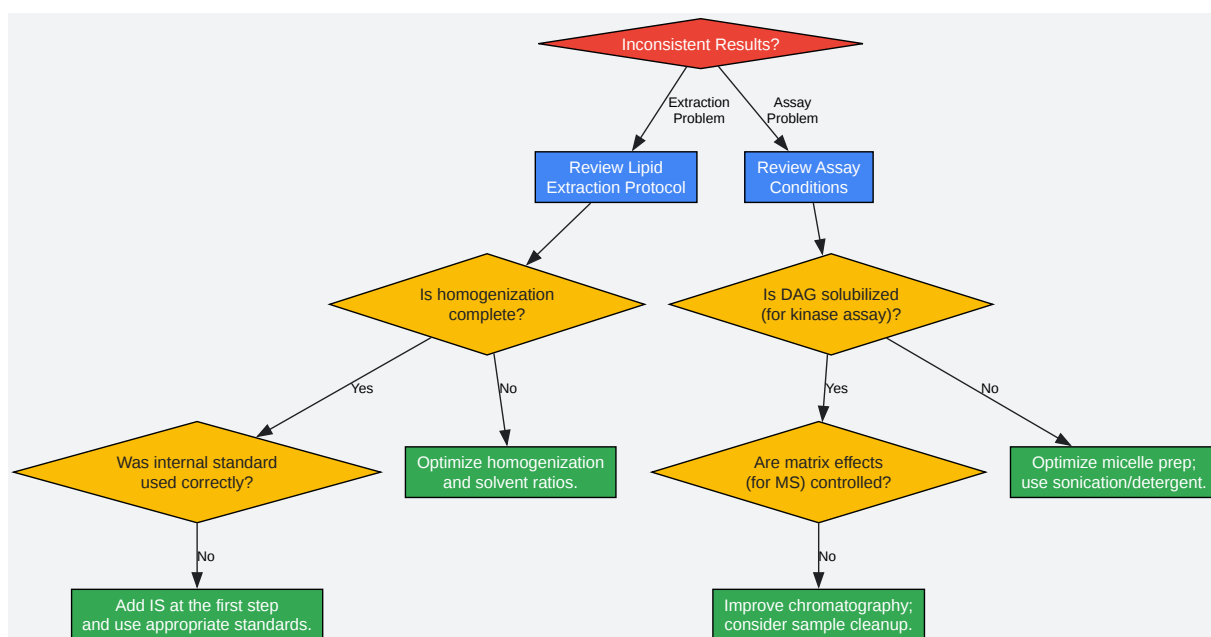 Inconsistent Results?
Extraction
Problem
Assay
Problem
Review Lipid
Extraction Protocol
Review Assay
Conditions
Is homogenization
complete?
Is DAG solubilized
(for kinase assay)?
Yes
No
Yes
No
Was internal standard
used correctly?
Optimize homogenization
and solvent ratios.
Are matrix effects
(for MS) controlled?
Optimize micelle prep;
use sonication/detergent.
No
No
Add IS at the first step
and use appropriate standards.
Improve chromatography;
consider sample cleanup.